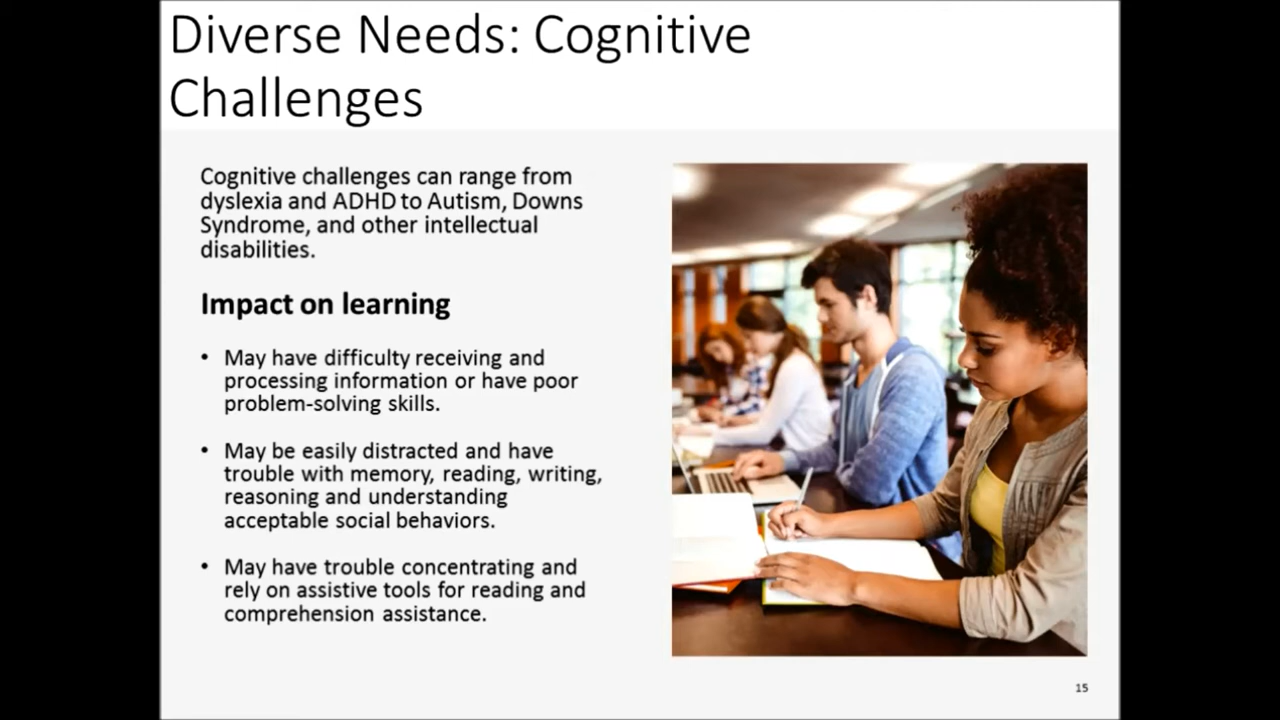 Diverse Needs: Cognitive
Challenges
Cognitive challenges can range from
dyslexia and ADHD to Autism, Downs
Syndrome, and other intellectual
disabilities.
Impact on learning
• May have difficulty receiving and
processing information or have poor
problem-solving skills.
• May be easily distracted and have
trouble with memory, reading, writing,
reasoning and understanding
acceptable social behaviors.
• May have trouble concentrating and
rely on assistive tools for reading and
comprehension assistance.
15